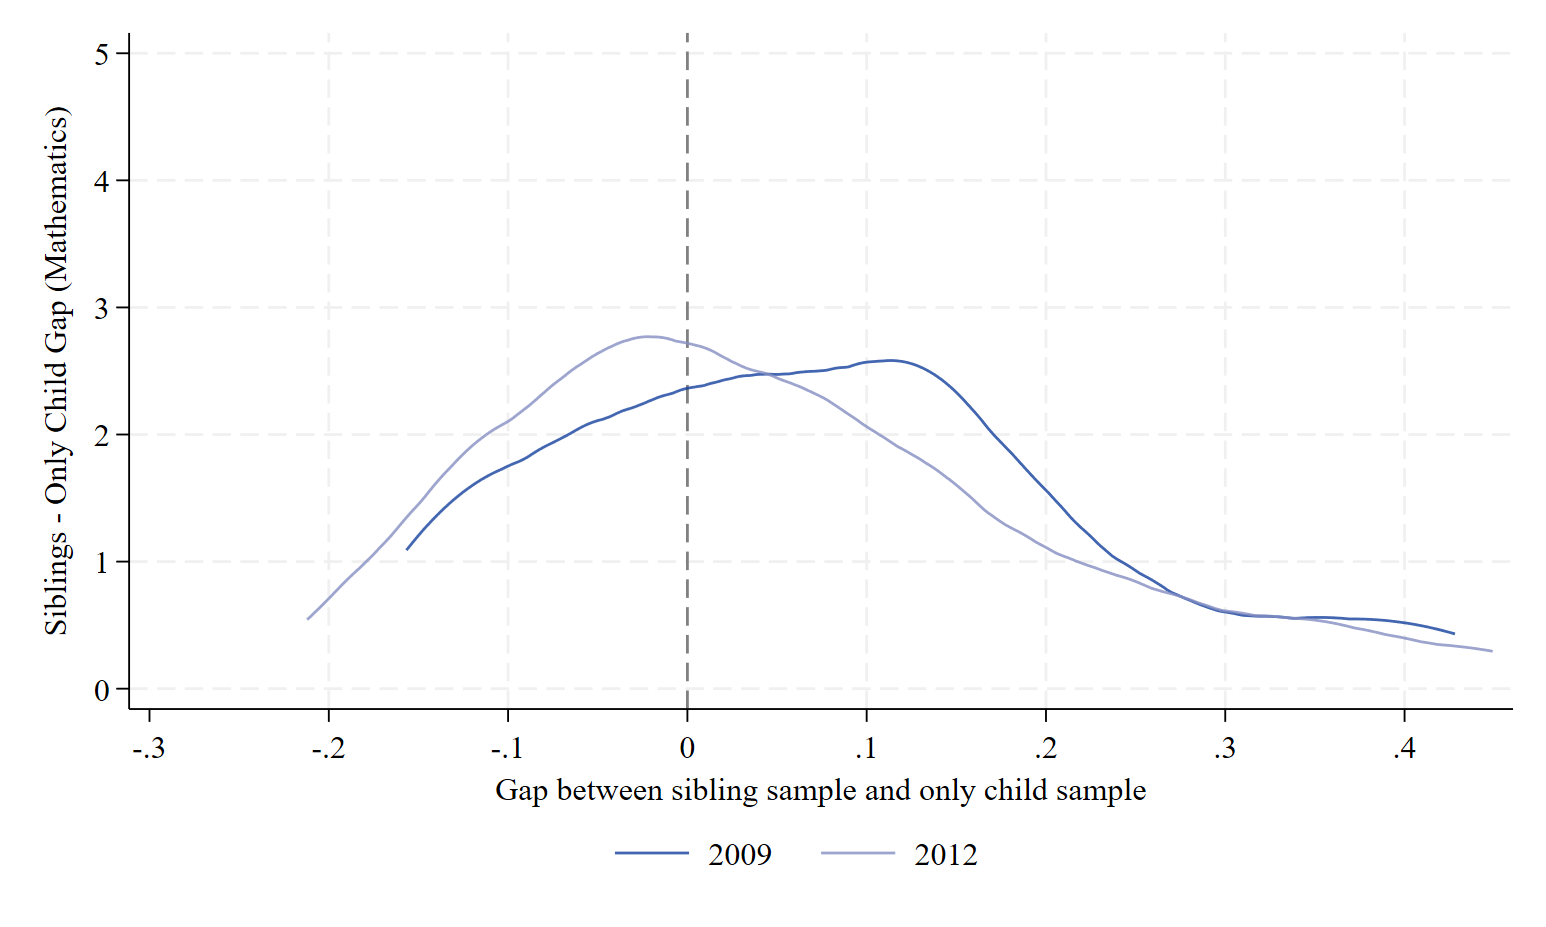 Siblings - Only Child Gap (Mathematics)
5
4
3
2
1
0
-.3 -.2 -.1 0 .1 .2 .3 .4
Gap between sibling sample and only child sample
2009 2012